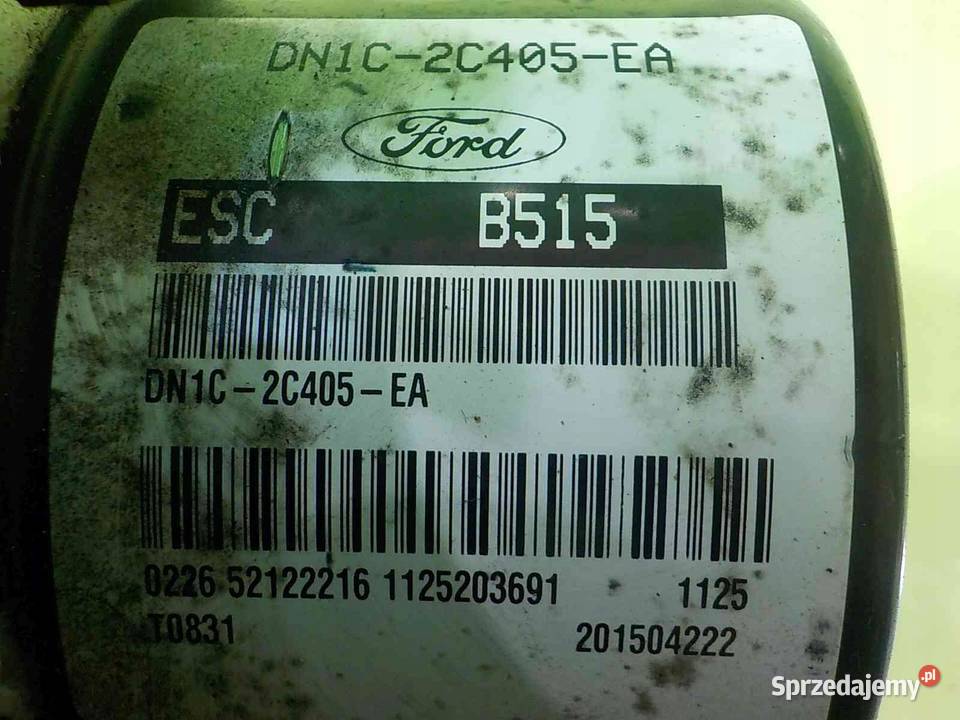 DN1C-2C405-EA
Ford
ESC B515
DN1C-2C405-EA
0226 52122216 1125203691 1125
T0831 201504222
Sprzedajemy.pl